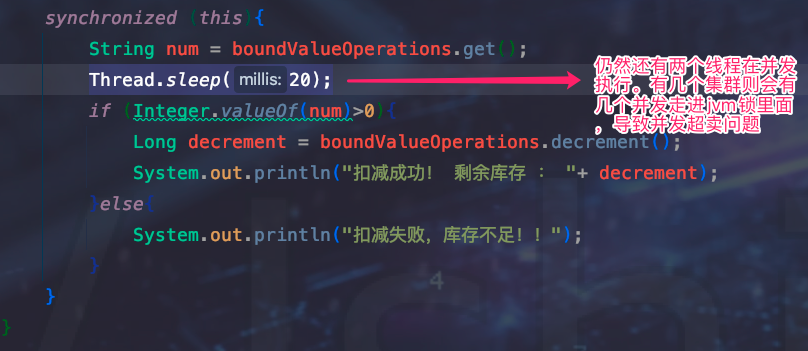 synchronized (this){
String num = boundValueOperations.get();
Thread.sleep( millis: 20);
if (Integer.valueOf(num)>0){
Long decrement = boundValueOperations.decrement();
System.out.println("扣减成功! 剩余库存 : "+ decrement);
}else{
System.out.println("扣减失败，库存不足！！");
}
}
}
仍然还有两个线程在并发
执行。有几个集群则会有
几个并发走进jvm锁里面
，导致并发超卖问题